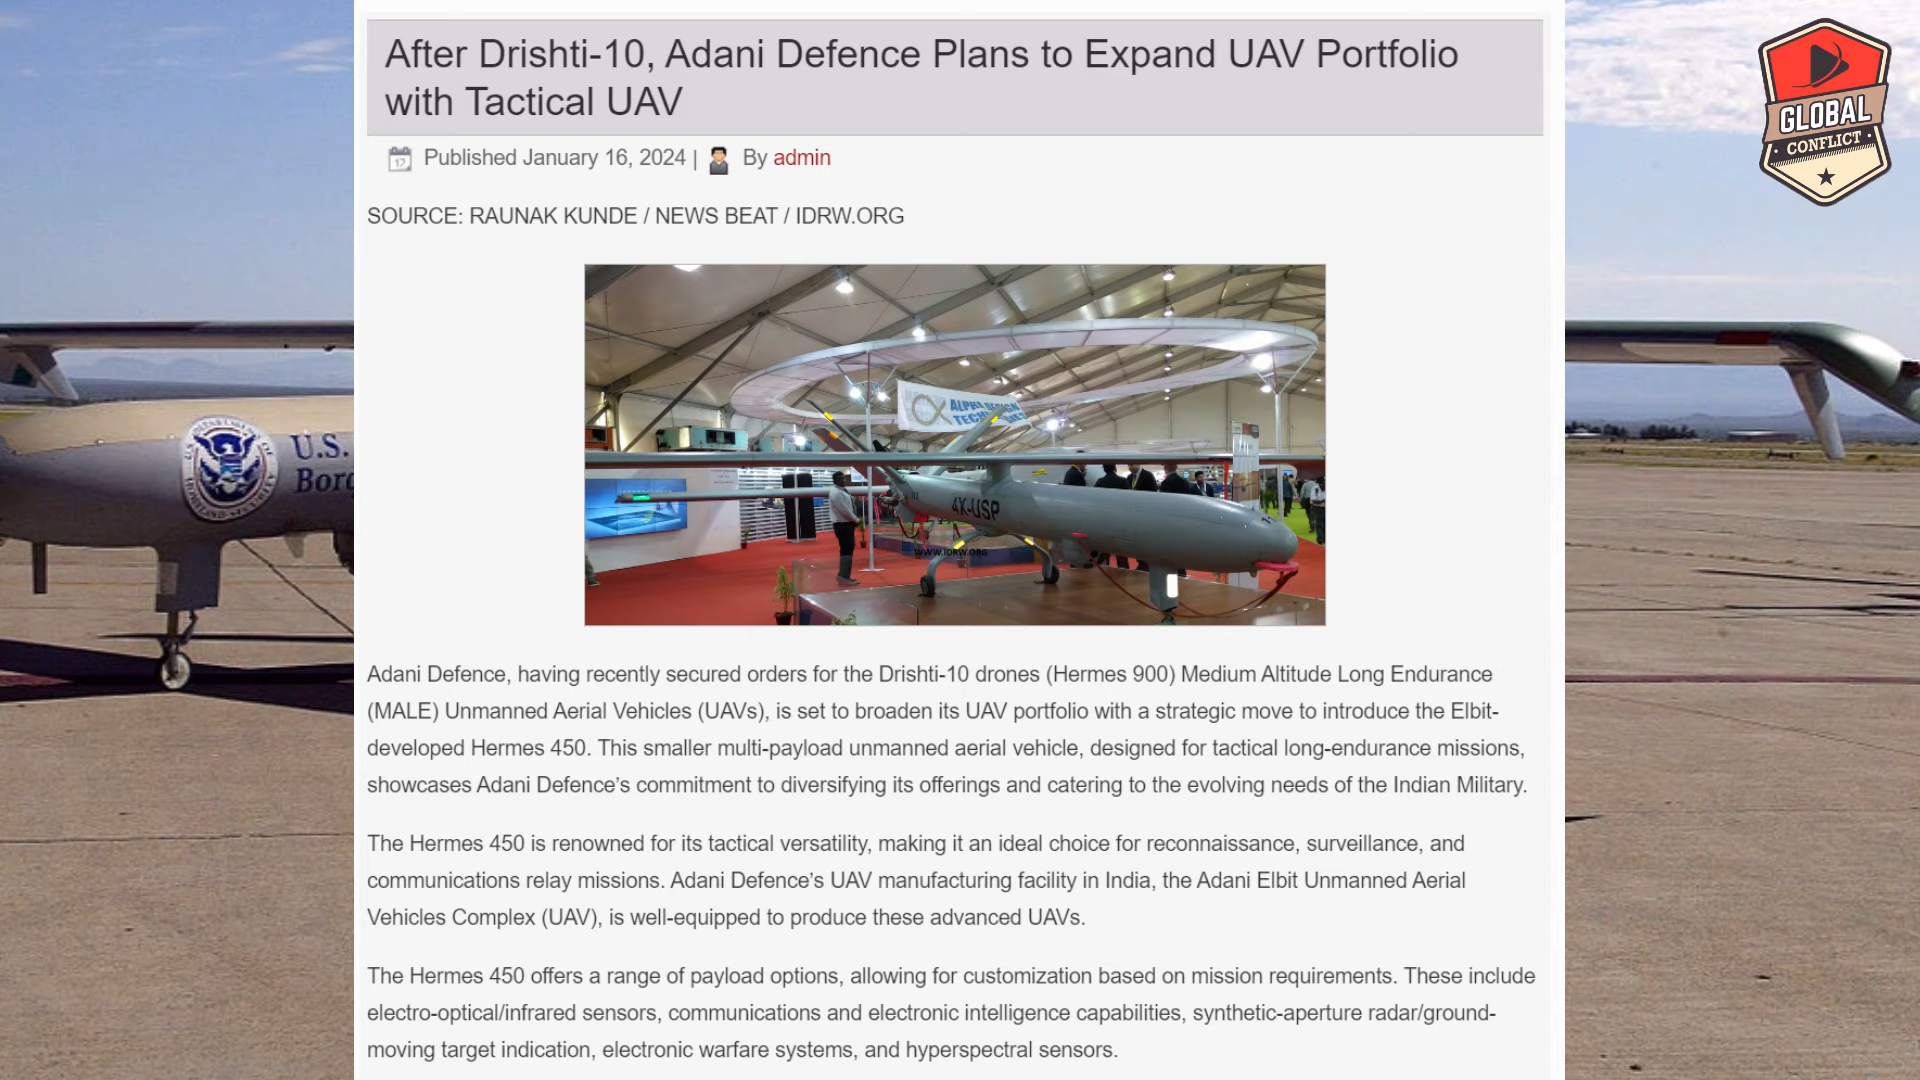 After Drishti-10, Adani Defence Plans to Expand UAV Portfolio
with Tactical UAV
GLOBAL
CONFLICT
17 Published January 16, 2024 | By admin
SOURCE: RAUNAK KUNDE / NEWS BEAT / IDRW.ORG
ALPHA DESIGN
4X-USP
WWW.IDRW.ORG
U.S.
Adani Defence, having recently secured orders for the Drishti-10 drones (Hermes 900) Medium Altitude Long Endurance
(MALE) Unmanned Aerial Vehicles (UAVs), is set to broaden its UAV portfolio with a strategic move to introduce the Elbit-
developed Hermes 450. This smaller multi-payload unmanned aerial vehicle, designed for tactical long-endurance missions,
showcases Adani Defence’s commitment to diversifying its offerings and catering to the evolving needs of the Indian Military.
The Hermes 450 is renowned for its tactical versatility, making it an ideal choice for reconnaissance, surveillance, and
communications relay missions. Adani Defence’s UAV manufacturing facility in India, the Adani Elbit Unmanned Aerial
Vehicles Complex (UAV), is well-equipped to produce these advanced UAVs.
The Hermes 450 offers a range of payload options, allowing for customization based on mission requirements. These include
electro-optical/infrared sensors, communications and electronic intelligence capabilities, synthetic-aperture radar/ground-
moving target indication, electronic warfare systems, and hyperspectral sensors.